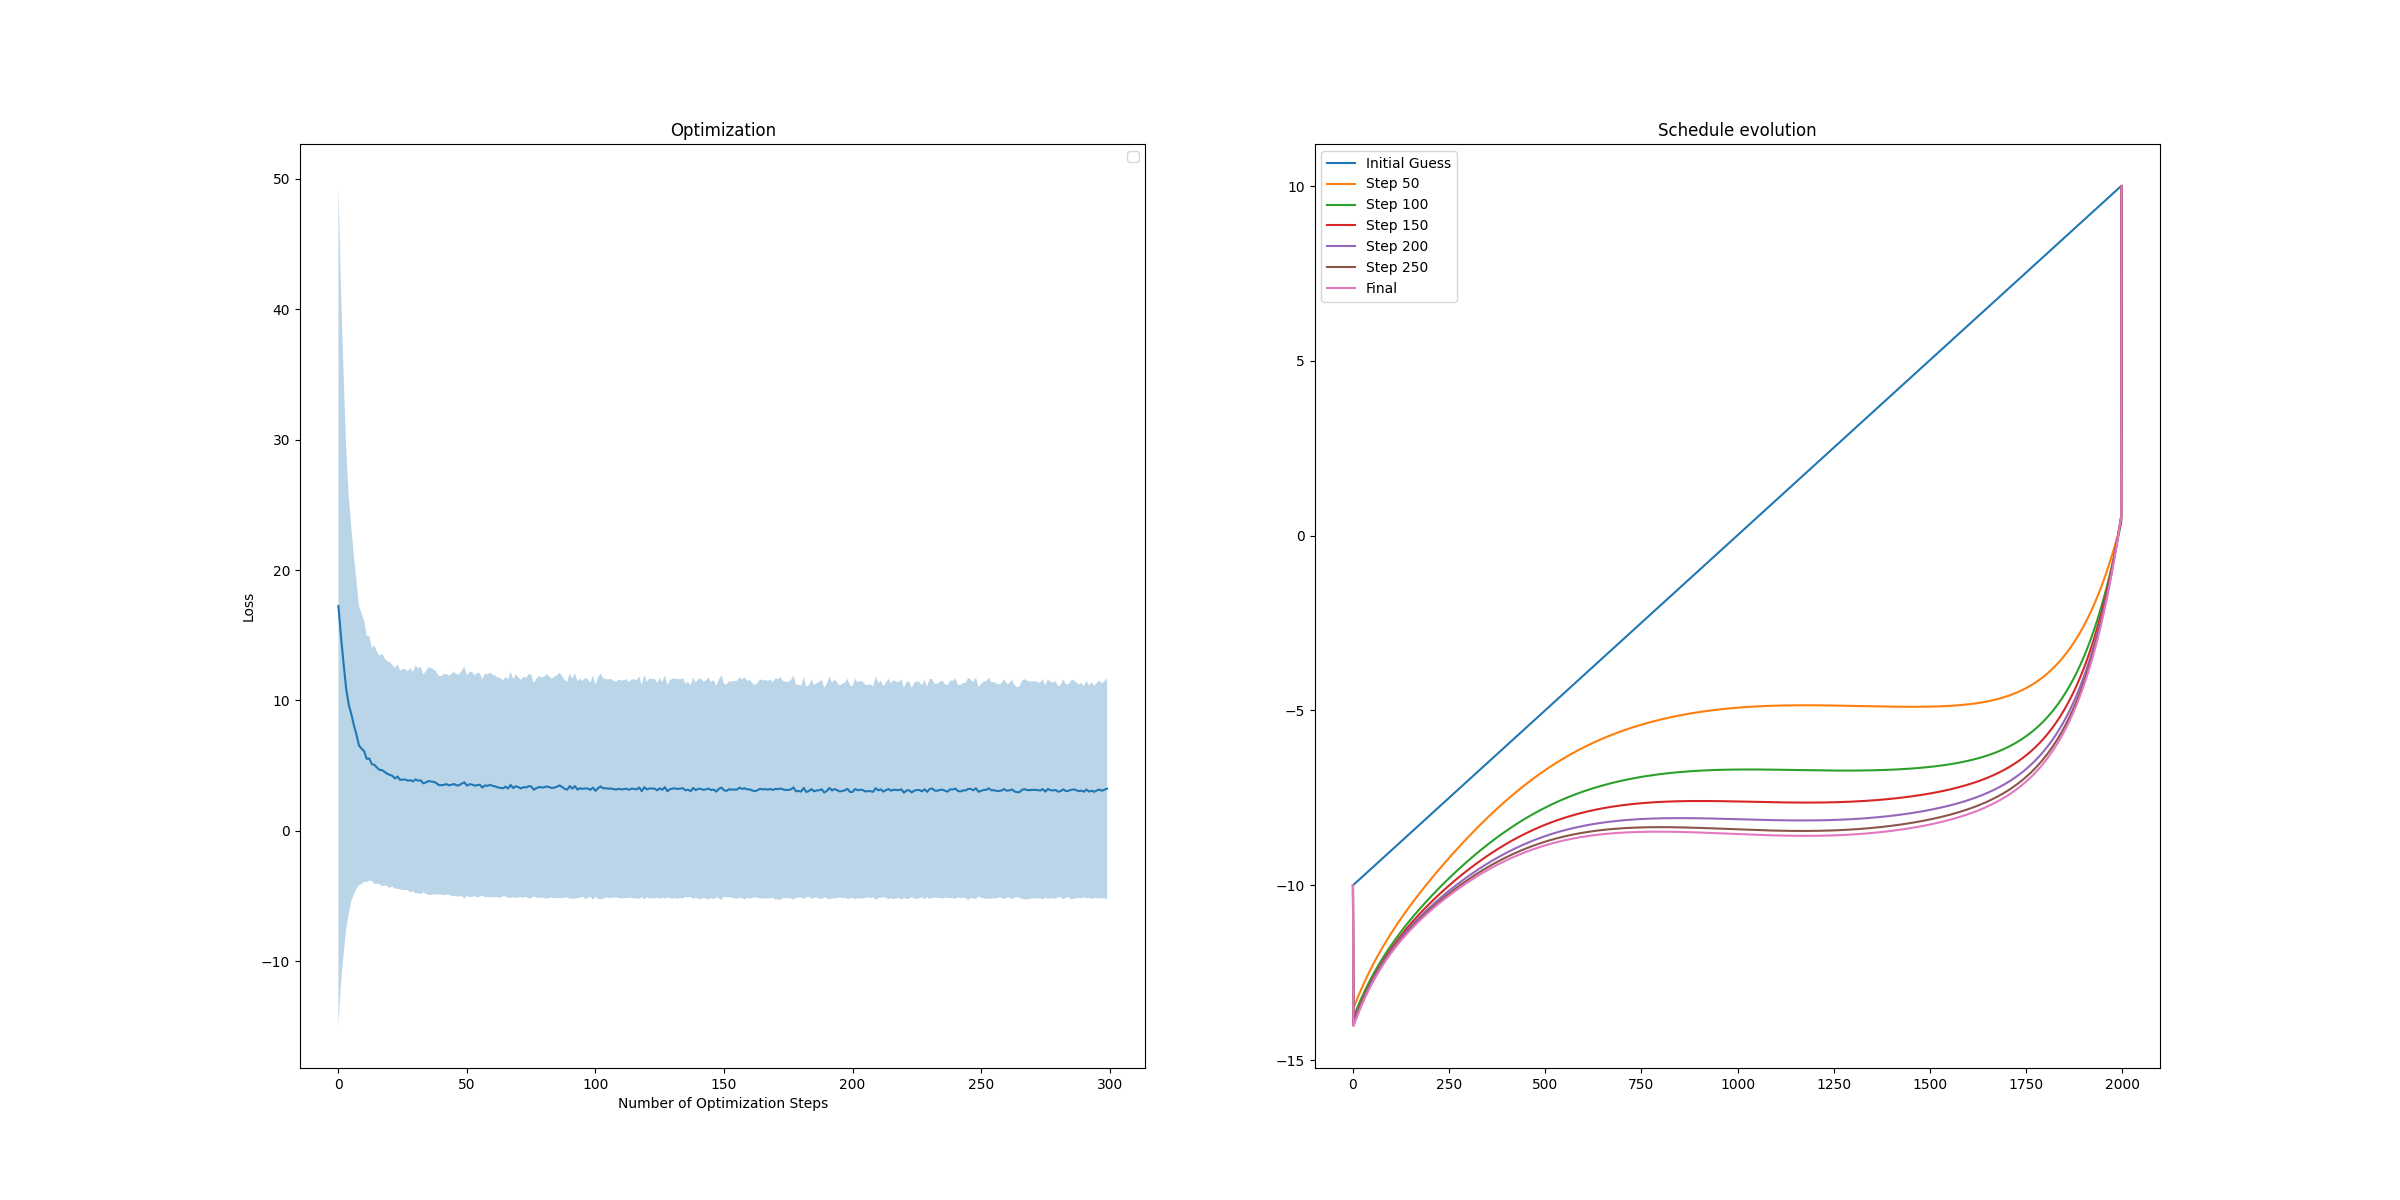 Optimization
50
40
30
20
10
0
−10
Loss
0 50 100 150 200 250 300
Number of Optimization Steps
Schedule evolution
Initial Guess
Step 50
Step 100
Step 150
Step 200
Step 250
Final
10
5
0
−5
−10
−15
0 250 500 750 1000 1250 1500 1750 2000